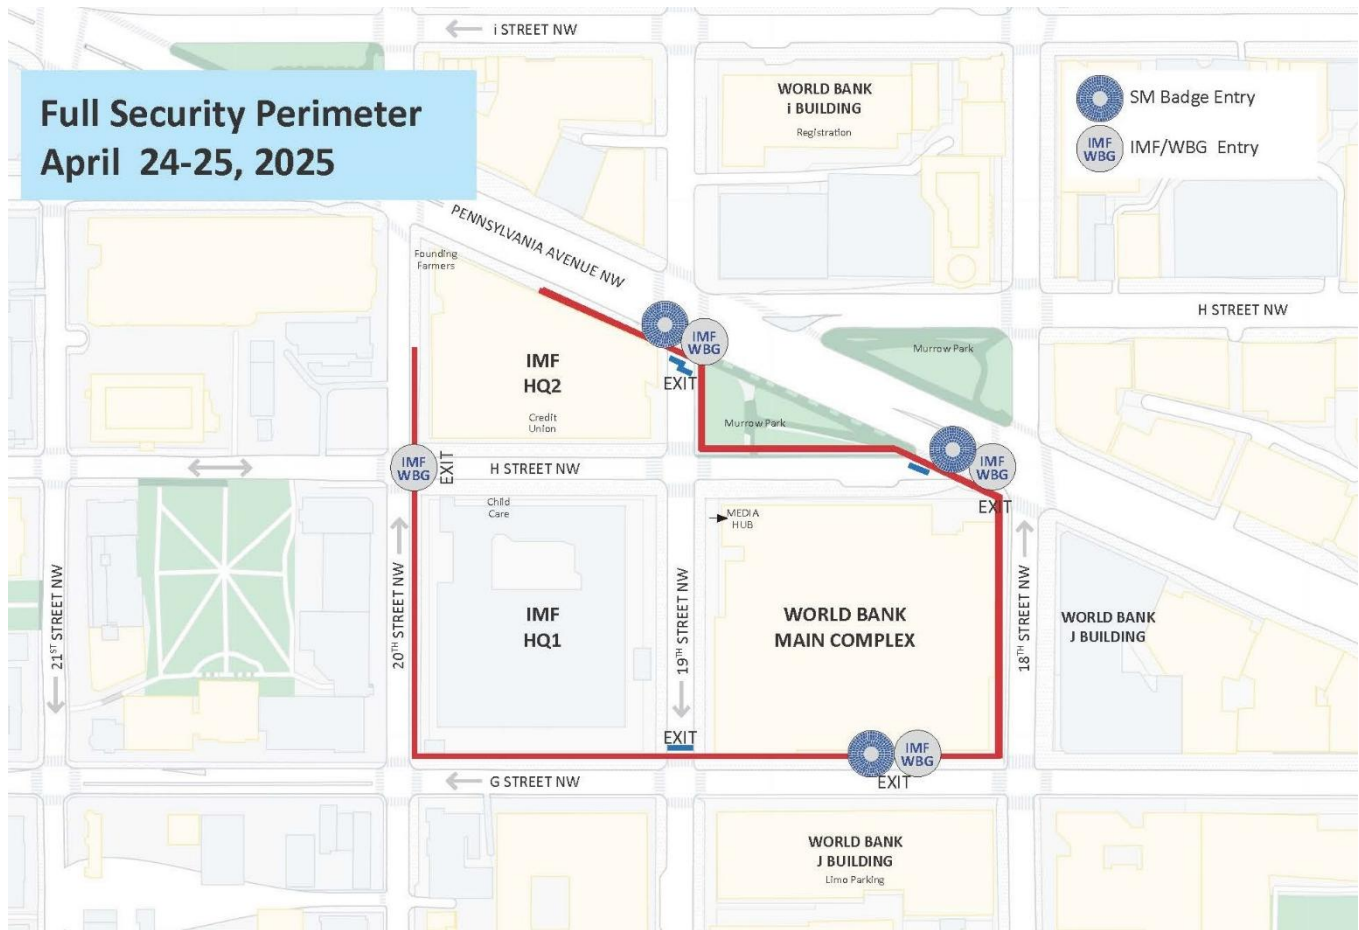 i STREET NW
Full Security Perimeter
April 24-25, 2025
WORLD BANK
i BUILDING
Registration
SM Badge Entry
IMF
WBG
IMF/WBG Entry
PENNSYLVANIA AVENUE NW
Founding
Farmers
H STREET NW
IMF
WBG
EXIT
IMF
HQ2
Credit
Union
Murrow Park
Murrow Park
IMF
WBG
EXIT
H STREET NW
IMF
WBG
EXIT
Child
Care
MEDIA
HUB
21ST STREET NW
20TH STREET NW
IMF
HQ1
19TH STREET NW
WORLD BANK
MAIN COMPLEX
18TH STREET NW
WORLD BANK
J BUILDING
EXIT
IMF
WBG
EXIT
G STREET NW
WORLD BANK
J BUILDING
Limo Parking